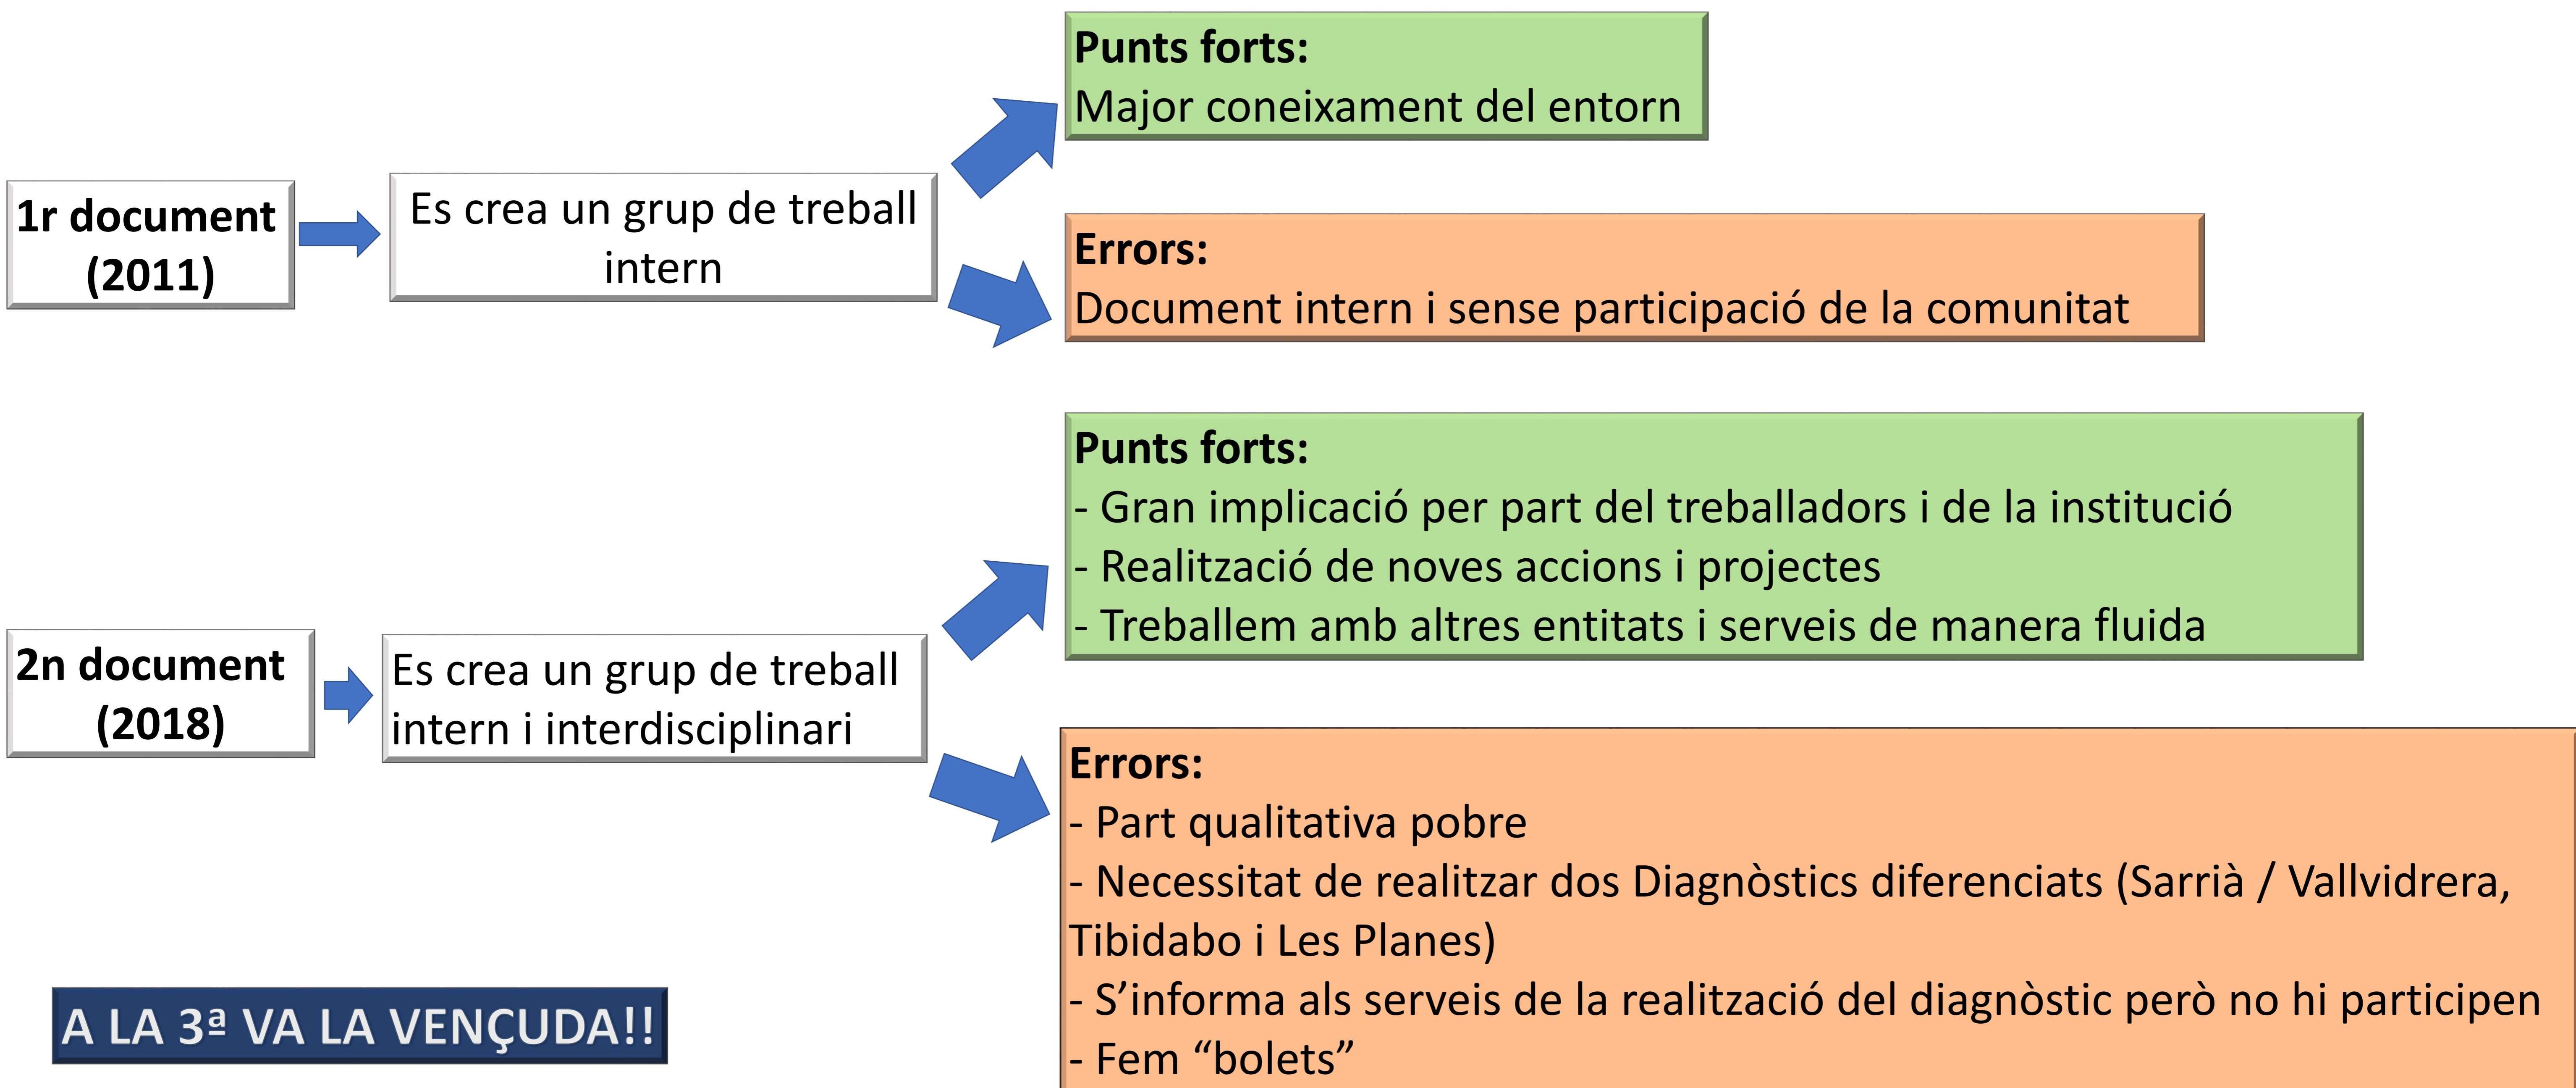 1r document
(2011)
Es crea un grup de treball
intern
Punts forts:
Major coneixament del entorn
Errors:
Document intern i sense participació de la comunitat
2n document
(2018)
Es crea un grup de treball
intern i interdisciplinari
Punts forts:
- Gran implicació per part del treballadors i de la institució
- Realització de noves accions i projectes
- Treballem amb altres entitats i serveis de manera fluida
Errors:
- Part qualitativa pobre
- Necessitat de realitzar dos Diagnòstics diferenciats (Sarrià / Vallvidrera,
Tibidabo i Les Planes)
- S’informa als serveis de la realització del diagnòstic però no hi participen
- Fem “bolets”
A LA 3ª VA LA VENÇUDA!!